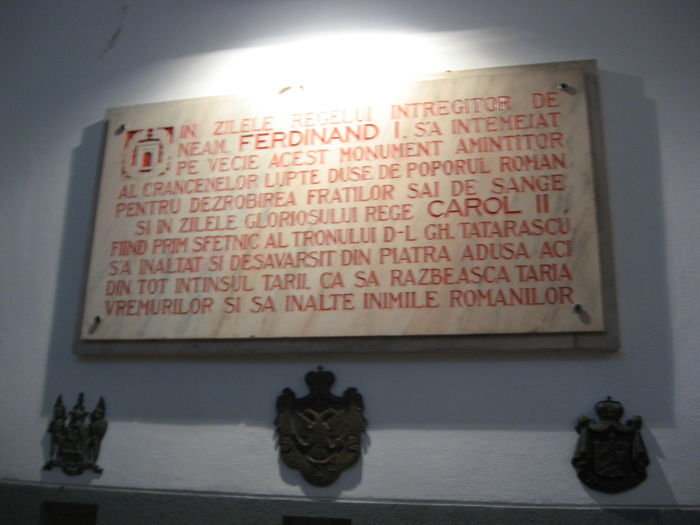 IN ZILELE REGELUI INTREGITOR DE
NEAM, FERDINAND I, S'A INTEMEIAT
PE VECIE ACEST MONUMENT AMINTITOR
AL CRANCENELOR LUPTE DUSE DE POPORUL ROMAN
PENTRU DEZROBIREA FRATILOR SAI DE SANGE
SI IN ZILELE GLORIOSULUI REGE CAROL II,
FIIND PRIM SFETNIC AL TRONULUI D-L GH. TATARASCU
S'A INALTAT SI DESAVARSIT DIN PIATRA ADUSA ACI
DIN TOT INTINSUL TARII, CA SA RAZBEASCA TARIA
VREMURILOR SI SA INALTE INIMILE ROMANILOR